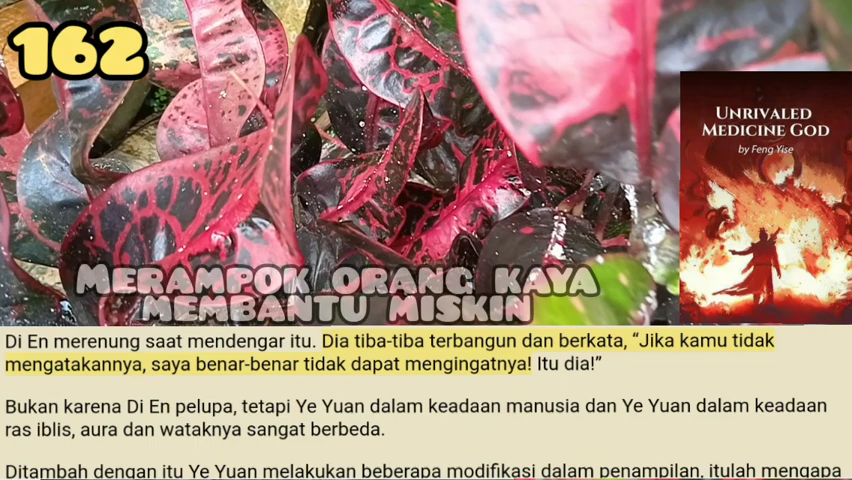 162
UNRIVALED
MEDICINE GOD
by Feng Yise
MERAMPOK ORANG KAYA
MEMBANTU MISKIN
Di En merenung saat mendengar itu. Dia tiba-tiba terbangun dan berkata, “Jika kamu tidak
mengatakannya, saya benar-benar tidak dapat mengingatnya! Itu dia!”
Bukan karena Di En pelupa, tetapi Ye Yuan dalam keadaan manusia dan Ye Yuan dalam keadaan
ras iblis, aura dan wataknya sangat berbeda.
Ditambah dengan itu Ye Yuan melakukan beberapa modifikasi dalam penampilan, itulah mengapa